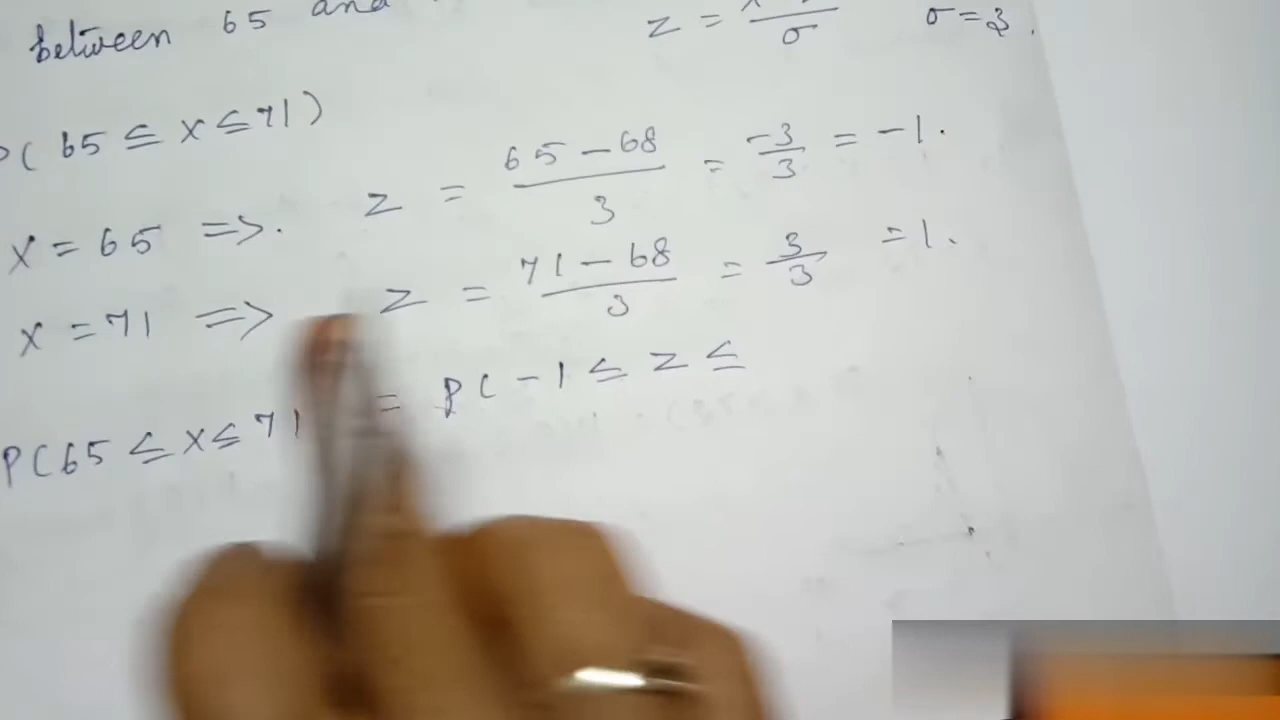 between 65 and
z = x-μ/σ σ=3.
P(65 ≤ x ≤ 71)
x = 65 =>. z = 65-68/3 = -3/3 = -1.
x = 71 => z = 71-68/3 = 3/3 = 1.
P(65 ≤ x ≤ 71 = P(-1 ≤ z ≤